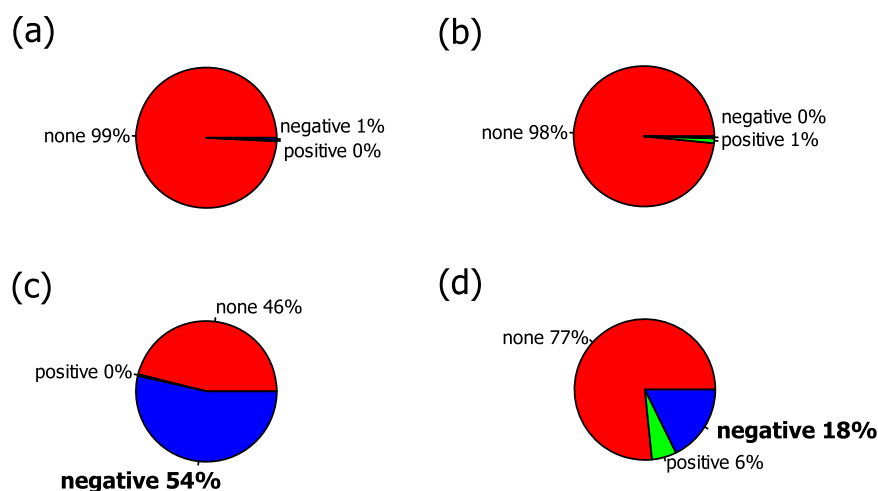 (a)
none 99%
negative 1%
positive 0%
(b)
none 98%
negative 0%
positive 1%
(c)
none 46%
positive 0%
negative 54%
(d)
none 77%
negative 18%
positive 6%